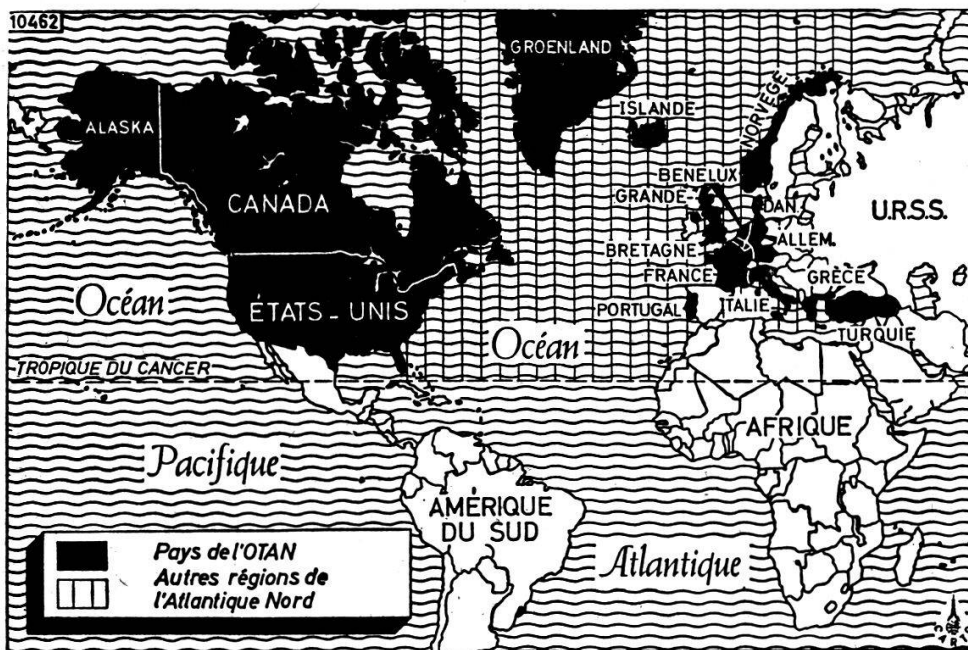 10462
GROENLAND
ISLANDE
NORVÈGE
ALASKA
BENELUX
CANADA
GRANDE
DAN.
U.R.S.S.
BRETAGNE
ALLEM.
FRANCE
GRÈCE
Océan
ÉTATS-UNIS
PORTUGAL
ITALIE
Océan
TURQUIE
TROPIQUE DU CANCER
AFRIQUE
Pacifique
AMÉRIQUE
DU SUD
Atlantique
Pays de l'OTAN
Autres régions de
l'Atlantique Nord